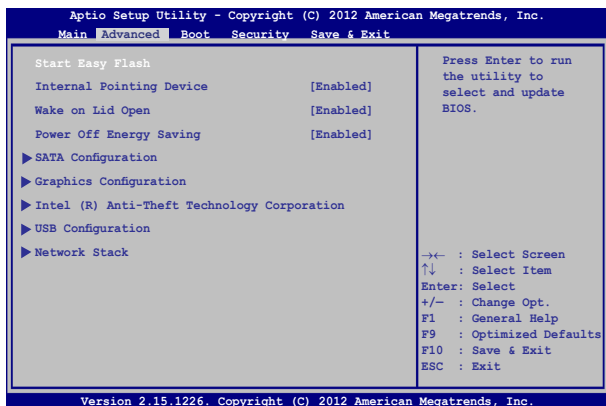 Aptio Setup Utility - Copyright (C) 2012 American Megatrends, Inc.
Main Advanced Boot Security Save & Exit
Start Easy Flash
Internal Pointing Device [Enabled]
Wake on Lid Open [Enabled]
Power Off Energy Saving [Enabled]
SATA Configuration
Graphics Configuration
Intel (R) Anti-Theft Technology Corporation
USB Configuration
Network Stack
Press Enter to run
the utility to
select and update
BIOS.
→← : Select Screen
↑↓ : Select Item
Enter: Select
+/— : Change Opt.
F1 : General Help
F9 : Optimized Defaults
F10 : Save & Exit
ESC : Exit
Version 2.15.1226. Copyright (C) 2012 American Megatrends, Inc.